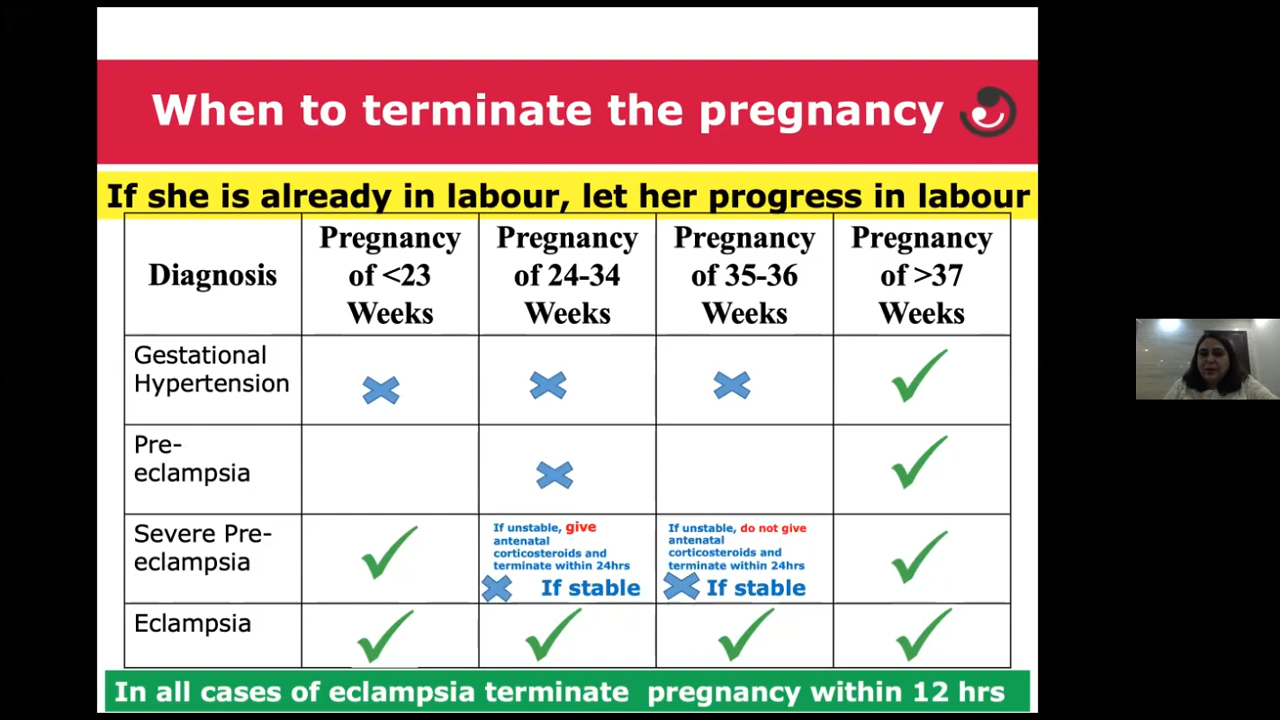 When to terminate the pregnancy
If she is already in labour, let her progress in labour
Diagnosis
Pregnancy
of <23
Weeks
Pregnancy
of 24-34
Weeks
Pregnancy
of 35-36
Weeks
Pregnancy
of >37
Weeks
Gestational
Hypertension
Pre-
eclampsia
Severe Pre-
eclampsia
If unstable, give
antenatal
corticosteroids and
terminate within 24hrs
If stable
If unstable, do not give
antenatal
corticosteroids and
terminate within 24hrs
If stable
Eclampsia
In all cases of eclampsia terminate pregnancy within 12 hrs